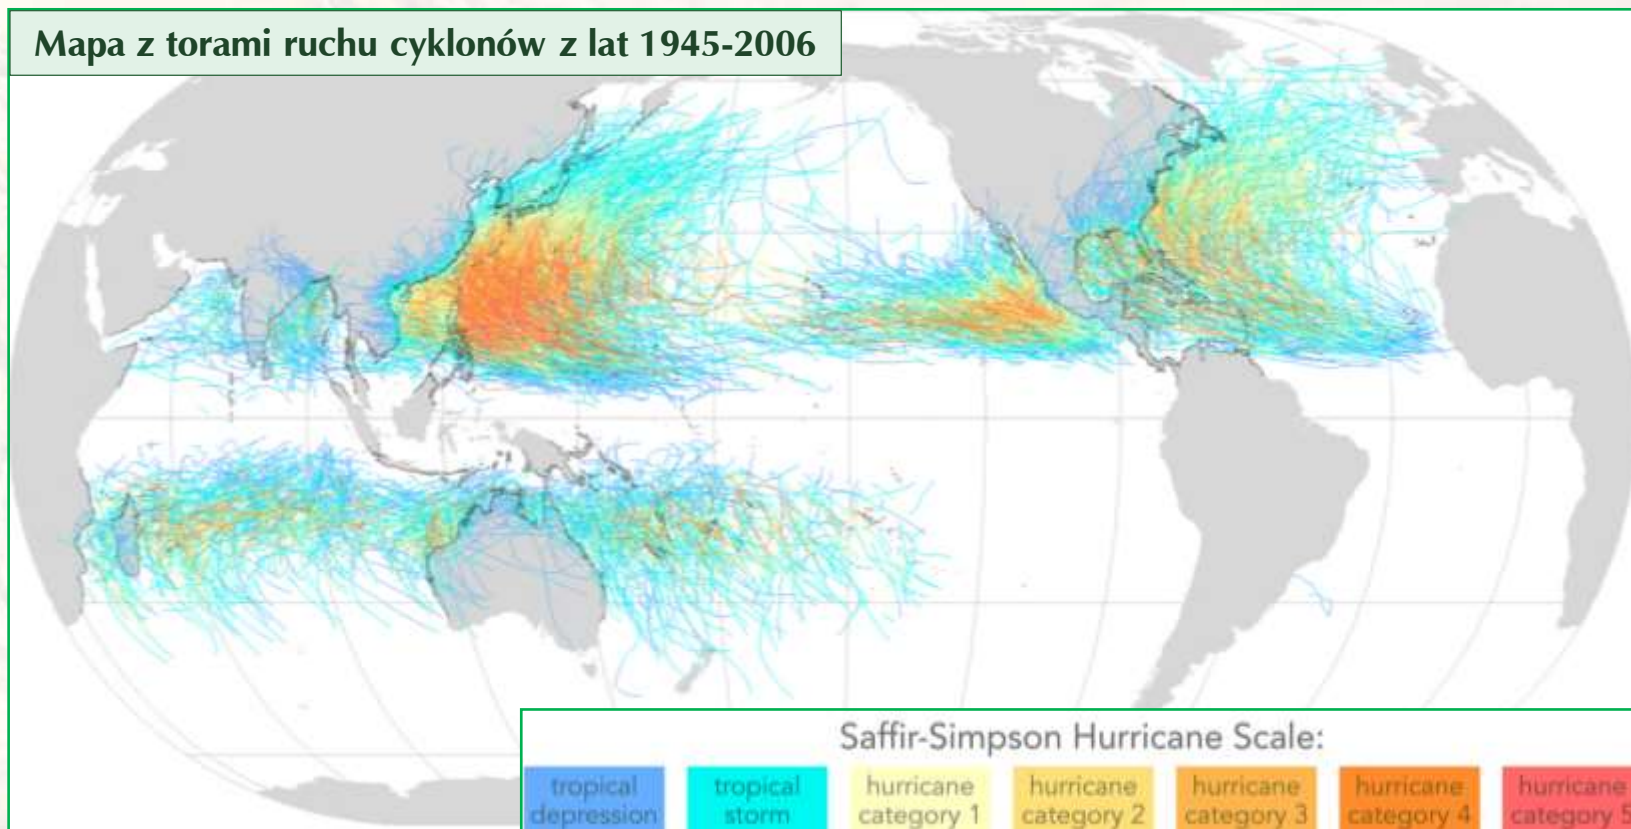 Mapa z torami ruchu cyklonów z lat 1945-2006
Saffir-Simpson Hurricane Scale:
tropical
depression
tropical
storm
hurricane
category 1
hurricane
category 2
hurricane
category 3
hurricane
category 4
hurricane
category 5